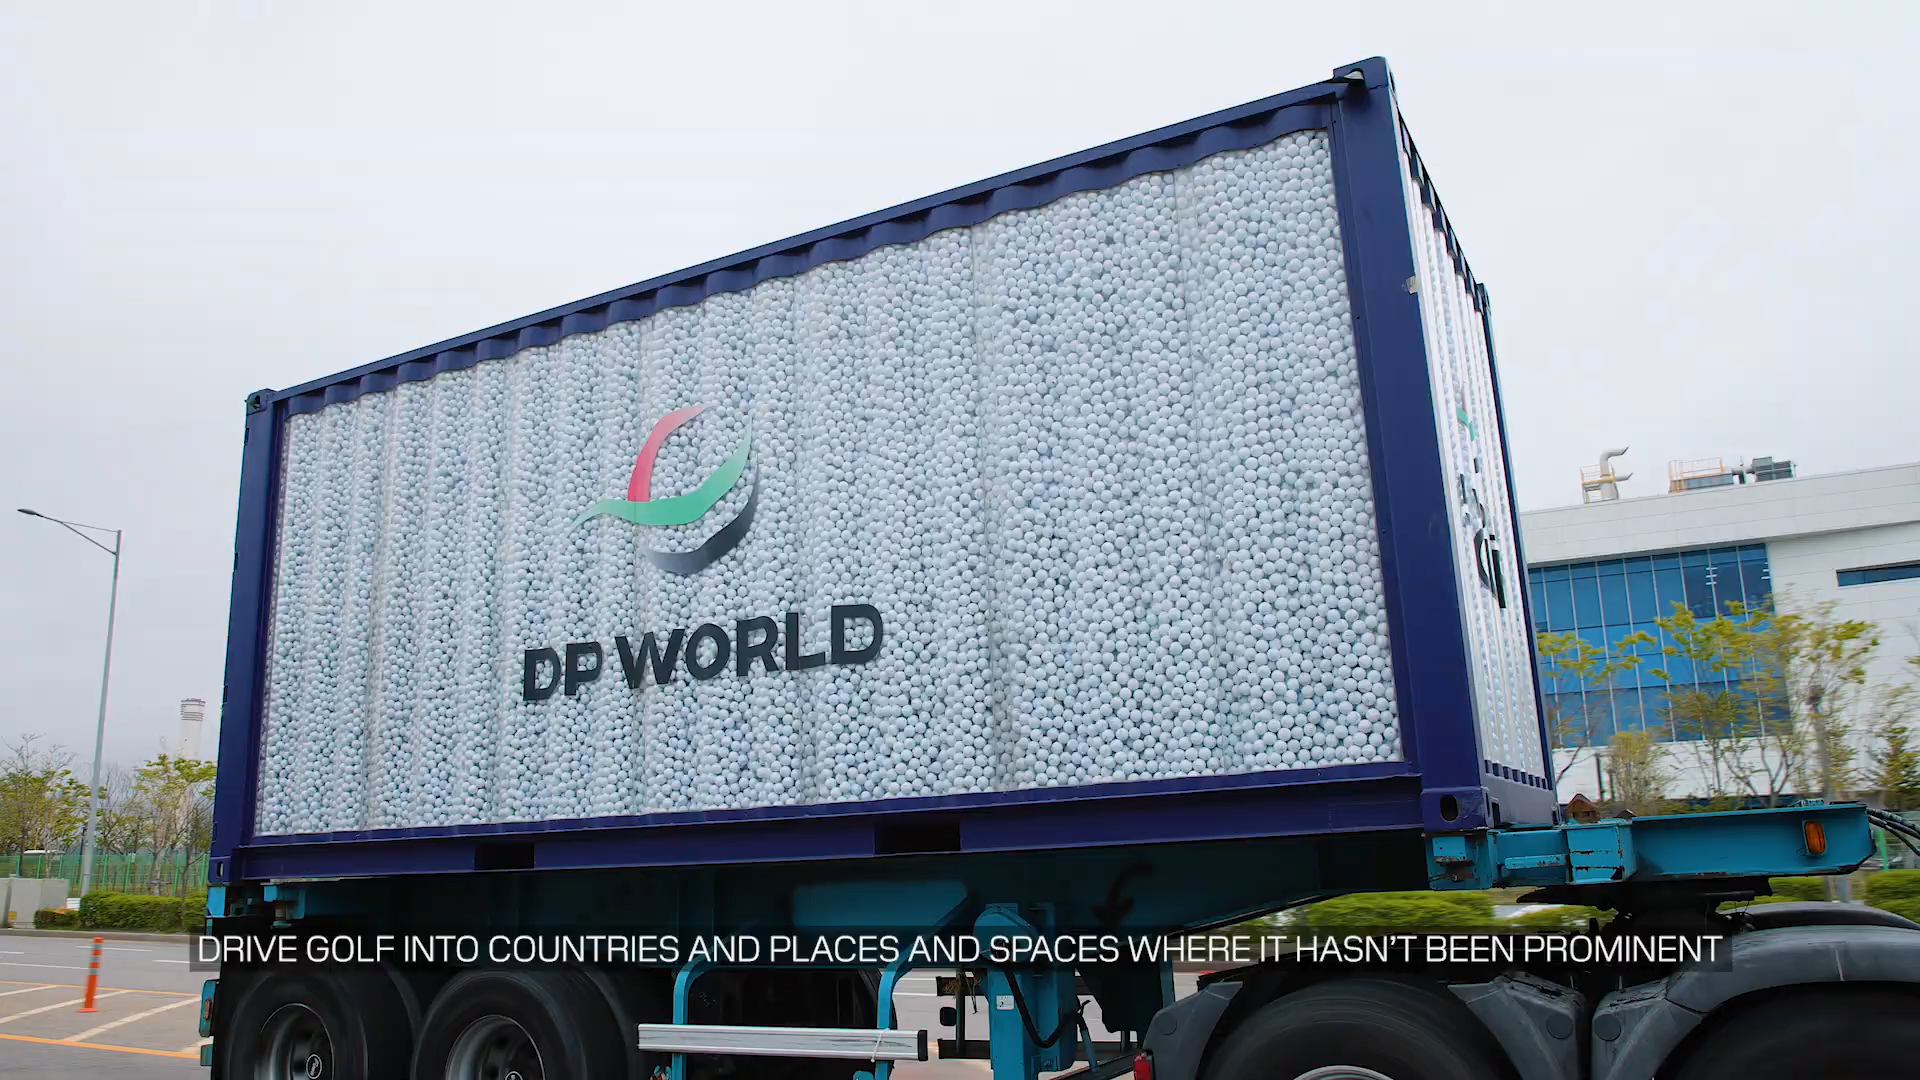 DP WORLD
DRIVE GOLF INTO COUNTRIES AND PLACES AND SPACES WHERE IT HASN'T BEEN PROMINENT